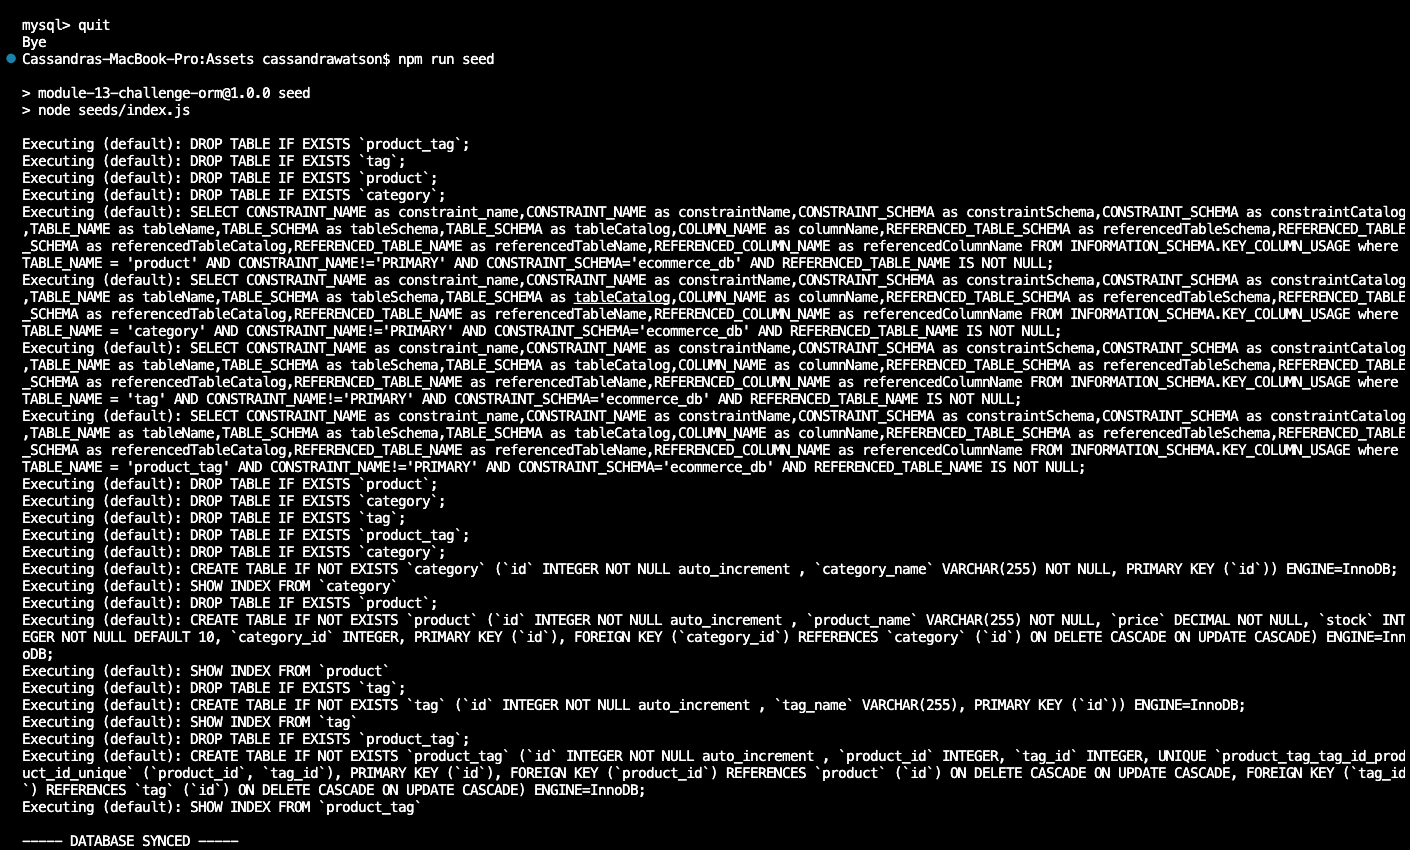 mysql> quit
Bye
Cassandras-MacBook-Pro:Assets cassandrawatson$ npm run seed
> module-13-challenge-orm@1.0.0 seed
> node seeds/index.js
Executing (default): DROP TABLE IF EXISTS `product_tag`;
Executing (default): DROP TABLE IF EXISTS `tag`;
Executing (default): DROP TABLE IF EXISTS `product`;
Executing (default): DROP TABLE IF EXISTS `category`;
Executing (default): SELECT CONSTRAINT_NAME as constraint_name,CONSTRAINT_NAME as constraintName,CONSTRAINT_SCHEMA as constraintSchema,CONSTRAINT_SCHEMA as constraintCatalog
,TABLE_NAME as tableName,TABLE_SCHEMA as tableSchema,TABLE_SCHEMA as tableCatalog,COLUMN_NAME as columnName,REFERENCED_TABLE_SCHEMA as referencedTableSchema,REFERENCED_TABLE
_SCHEMA as referencedTableCatalog,REFERENCED_TABLE_NAME as referencedTableName,REFERENCED_COLUMN_NAME as referencedColumnName FROM INFORMATION_SCHEMA.KEY_COLUMN_USAGE where
TABLE_NAME = 'product' AND CONSTRAINT_NAME!='PRIMARY' AND CONSTRAINT_SCHEMA='ecommerce_db' AND REFERENCED_TABLE_NAME IS NOT NULL;
Executing (default): SELECT CONSTRAINT_NAME as constraint_name,CONSTRAINT_NAME as constraintName,CONSTRAINT_SCHEMA as constraintSchema,CONSTRAINT_SCHEMA as constraintCatalog
,TABLE_NAME as tableName,TABLE_SCHEMA as tableSchema,TABLE_SCHEMA as tableCatalog,COLUMN_NAME as columnName,REFERENCED_TABLE_SCHEMA as referencedTableSchema,REFERENCED_TABLE
_SCHEMA as referencedTableCatalog,REFERENCED_TABLE_NAME as referencedTableName,REFERENCED_COLUMN_NAME as referencedColumnName FROM INFORMATION_SCHEMA.KEY_COLUMN_USAGE where
TABLE_NAME = 'category' AND CONSTRAINT_NAME!='PRIMARY' AND CONSTRAINT_SCHEMA='ecommerce_db' AND REFERENCED_TABLE_NAME IS NOT NULL;
Executing (default): SELECT CONSTRAINT_NAME as constraint_name,CONSTRAINT_NAME as constraintName,CONSTRAINT_SCHEMA as constraintSchema,CONSTRAINT_SCHEMA as constraintCatalog
,TABLE_NAME as tableName,TABLE_SCHEMA as tableSchema,TABLE_SCHEMA as tableCatalog,COLUMN_NAME as columnName,REFERENCED_TABLE_SCHEMA as referencedTableSchema,REFERENCED_TABLE
_SCHEMA as referencedTableCatalog,REFERENCED_TABLE_NAME as referencedTableName,REFERENCED_COLUMN_NAME as referencedColumnName FROM INFORMATION_SCHEMA.KEY_COLUMN_USAGE where
TABLE_NAME = 'tag' AND CONSTRAINT_NAME!='PRIMARY' AND CONSTRAINT_SCHEMA='ecommerce_db' AND REFERENCED_TABLE_NAME IS NOT NULL;
Executing (default): SELECT CONSTRAINT_NAME as constraint_name,CONSTRAINT_NAME as constraintName,CONSTRAINT_SCHEMA as constraintSchema,CONSTRAINT_SCHEMA as constraintCatalog
,TABLE_NAME as tableName,TABLE_SCHEMA as tableSchema,TABLE_SCHEMA as tableCatalog,COLUMN_NAME as columnName,REFERENCED_TABLE_SCHEMA as referencedTableSchema,REFERENCED_TABLE
_SCHEMA as referencedTableCatalog,REFERENCED_TABLE_NAME as referencedTableName,REFERENCED_COLUMN_NAME as referencedColumnName FROM INFORMATION_SCHEMA.KEY_COLUMN_USAGE where
TABLE_NAME = 'product_tag' AND CONSTRAINT_NAME!='PRIMARY' AND CONSTRAINT_SCHEMA='ecommerce_db' AND REFERENCED_TABLE_NAME IS NOT NULL;
Executing (default): DROP TABLE IF EXISTS `product`;
Executing (default): DROP TABLE IF EXISTS `category`;
Executing (default): DROP TABLE IF EXISTS `tag`;
Executing (default): DROP TABLE IF EXISTS `product_tag`;
Executing (default): DROP TABLE IF EXISTS `category`;
Executing (default): CREATE TABLE IF NOT EXISTS `category` (`id` INTEGER NOT NULL auto_increment , `category_name` VARCHAR(255) NOT NULL, PRIMARY KEY (`id`)) ENGINE=InnoDB;
Executing (default): SHOW INDEX FROM `category`
Executing (default): DROP TABLE IF EXISTS `product`;
Executing (default): CREATE TABLE IF NOT EXISTS `product` (`id` INTEGER NOT NULL auto_increment , `product_name` VARCHAR(255) NOT NULL, `price` DECIMAL NOT NULL, `stock` INT
EGER NOT NULL DEFAULT 10, `category_id` INTEGER, PRIMARY KEY (`id`), FOREIGN KEY (`category_id`) REFERENCES `category` (`id`) ON DELETE CASCADE ON UPDATE CASCADE) ENGINE=Inn
oDB;
Executing (default): SHOW INDEX FROM `product`
Executing (default): DROP TABLE IF EXISTS `tag`;
Executing (default): CREATE TABLE IF NOT EXISTS `tag` (`id` INTEGER NOT NULL auto_increment , `tag_name` VARCHAR(255), PRIMARY KEY (`id`)) ENGINE=InnoDB;
Executing (default): SHOW INDEX FROM `tag`
Executing (default): DROP TABLE IF EXISTS `product_tag`;
Executing (default): CREATE TABLE IF NOT EXISTS `product_tag` (`id` INTEGER NOT NULL auto_increment , `product_id` INTEGER, `tag_id` INTEGER, UNIQUE `product_tag_tag_id_prod
uct_id_unique` (`product_id`, `tag_id`), PRIMARY KEY (`id`), FOREIGN KEY (`product_id`) REFERENCES `product` (`id`) ON DELETE CASCADE ON UPDATE CASCADE, FOREIGN KEY (`tag_id
`) REFERENCES `tag` (`id`) ON DELETE CASCADE ON UPDATE CASCADE) ENGINE=InnoDB;
Executing (default): SHOW INDEX FROM `product_tag`
----- DATABASE SYNCED -----